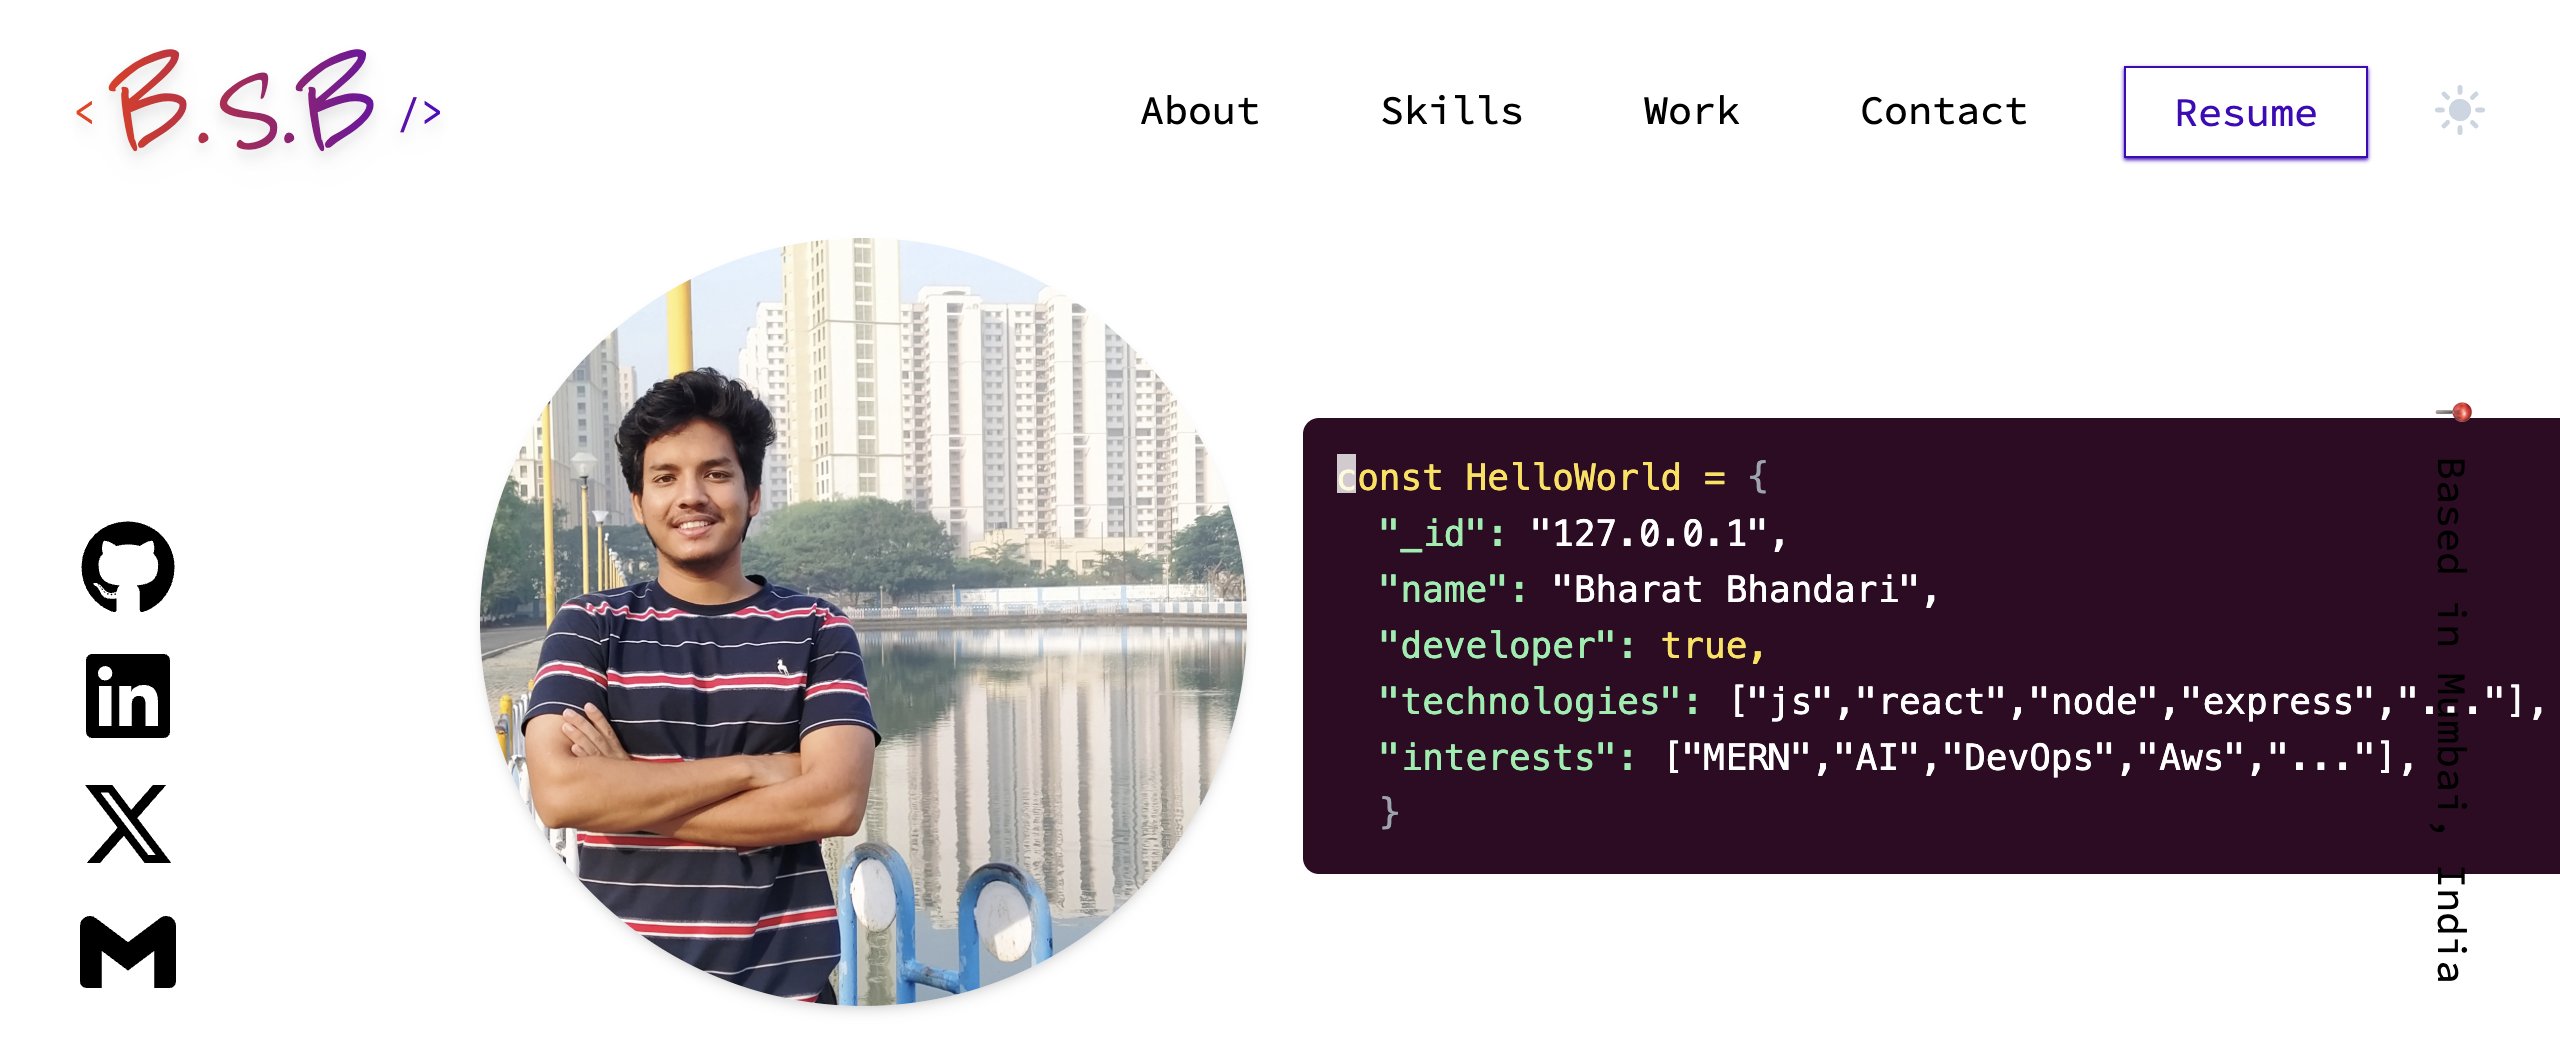 <B.S.B />
About Skills Work Contact Resume
const HelloWorld = {
"_id": "127.0.0.1",
"name": "Bharat Bhandari",
"developer": true,
"technologies": ["js","react","node","express","..."],
"interests": ["MERN","AI","DevOps","Aws","..."],
}
Based in Mumbai, India
in